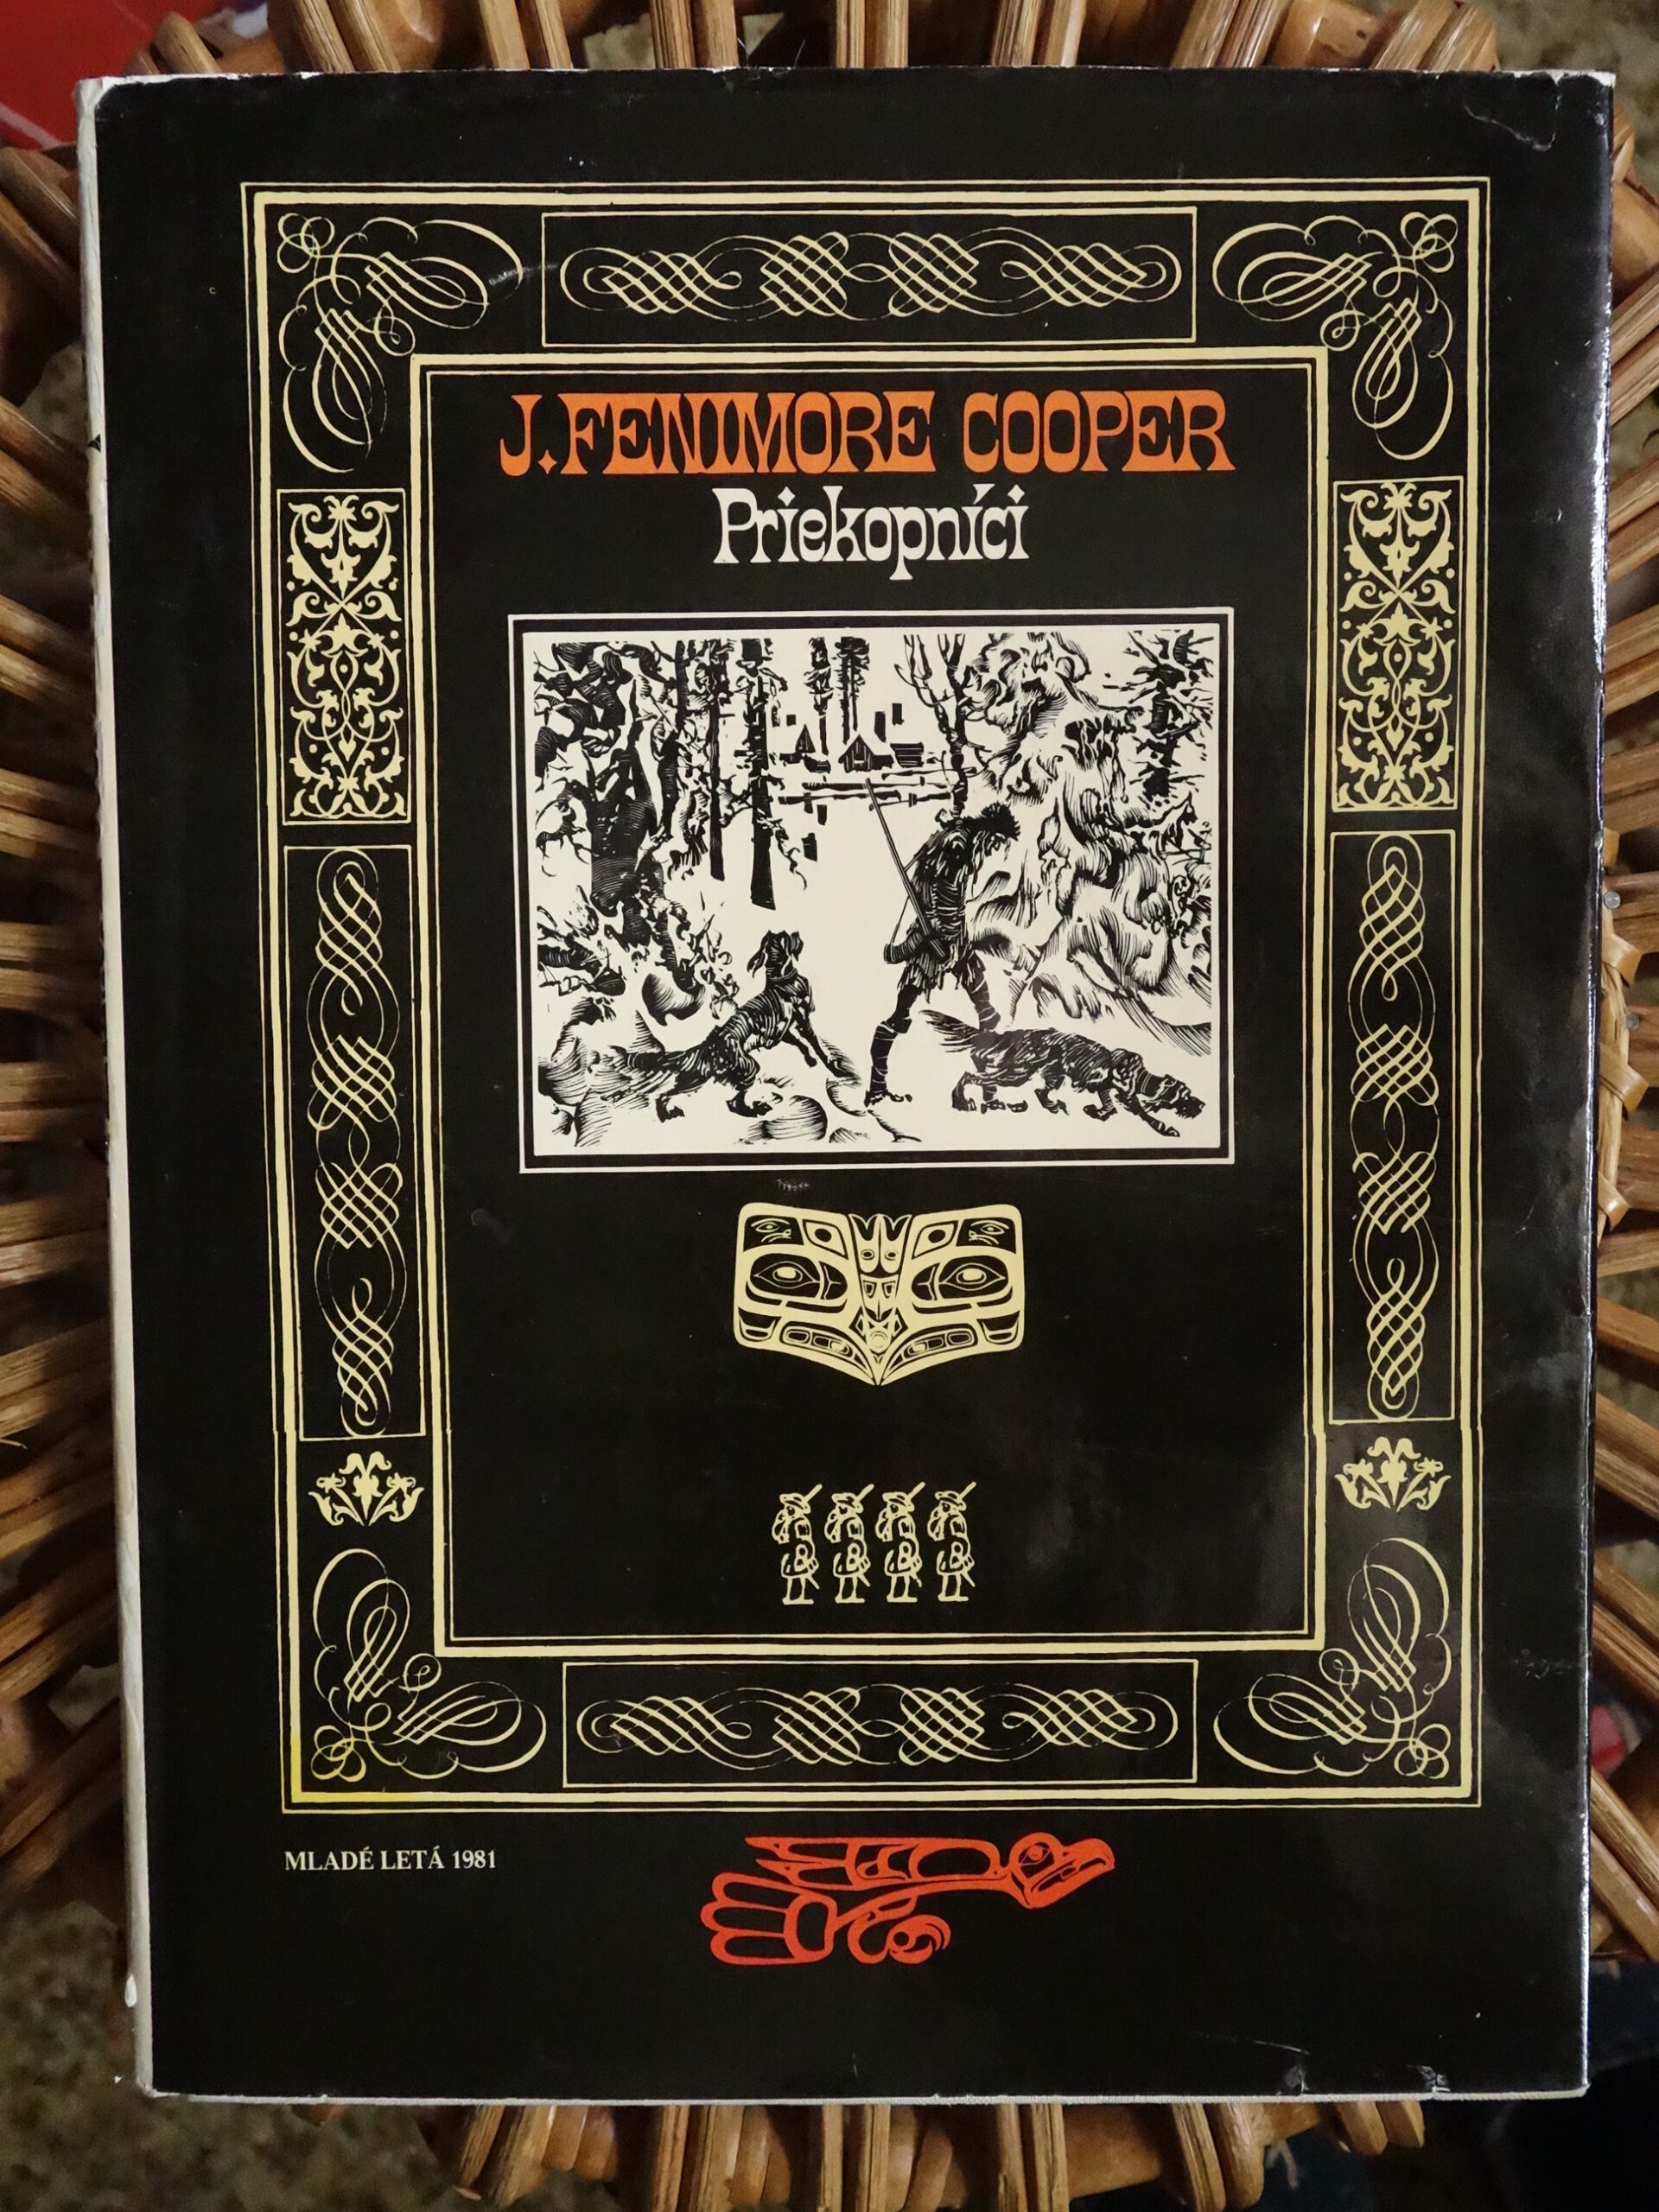 J. FENIMORE COOPER
Priekopníci
MLADÉ LETÁ 1981